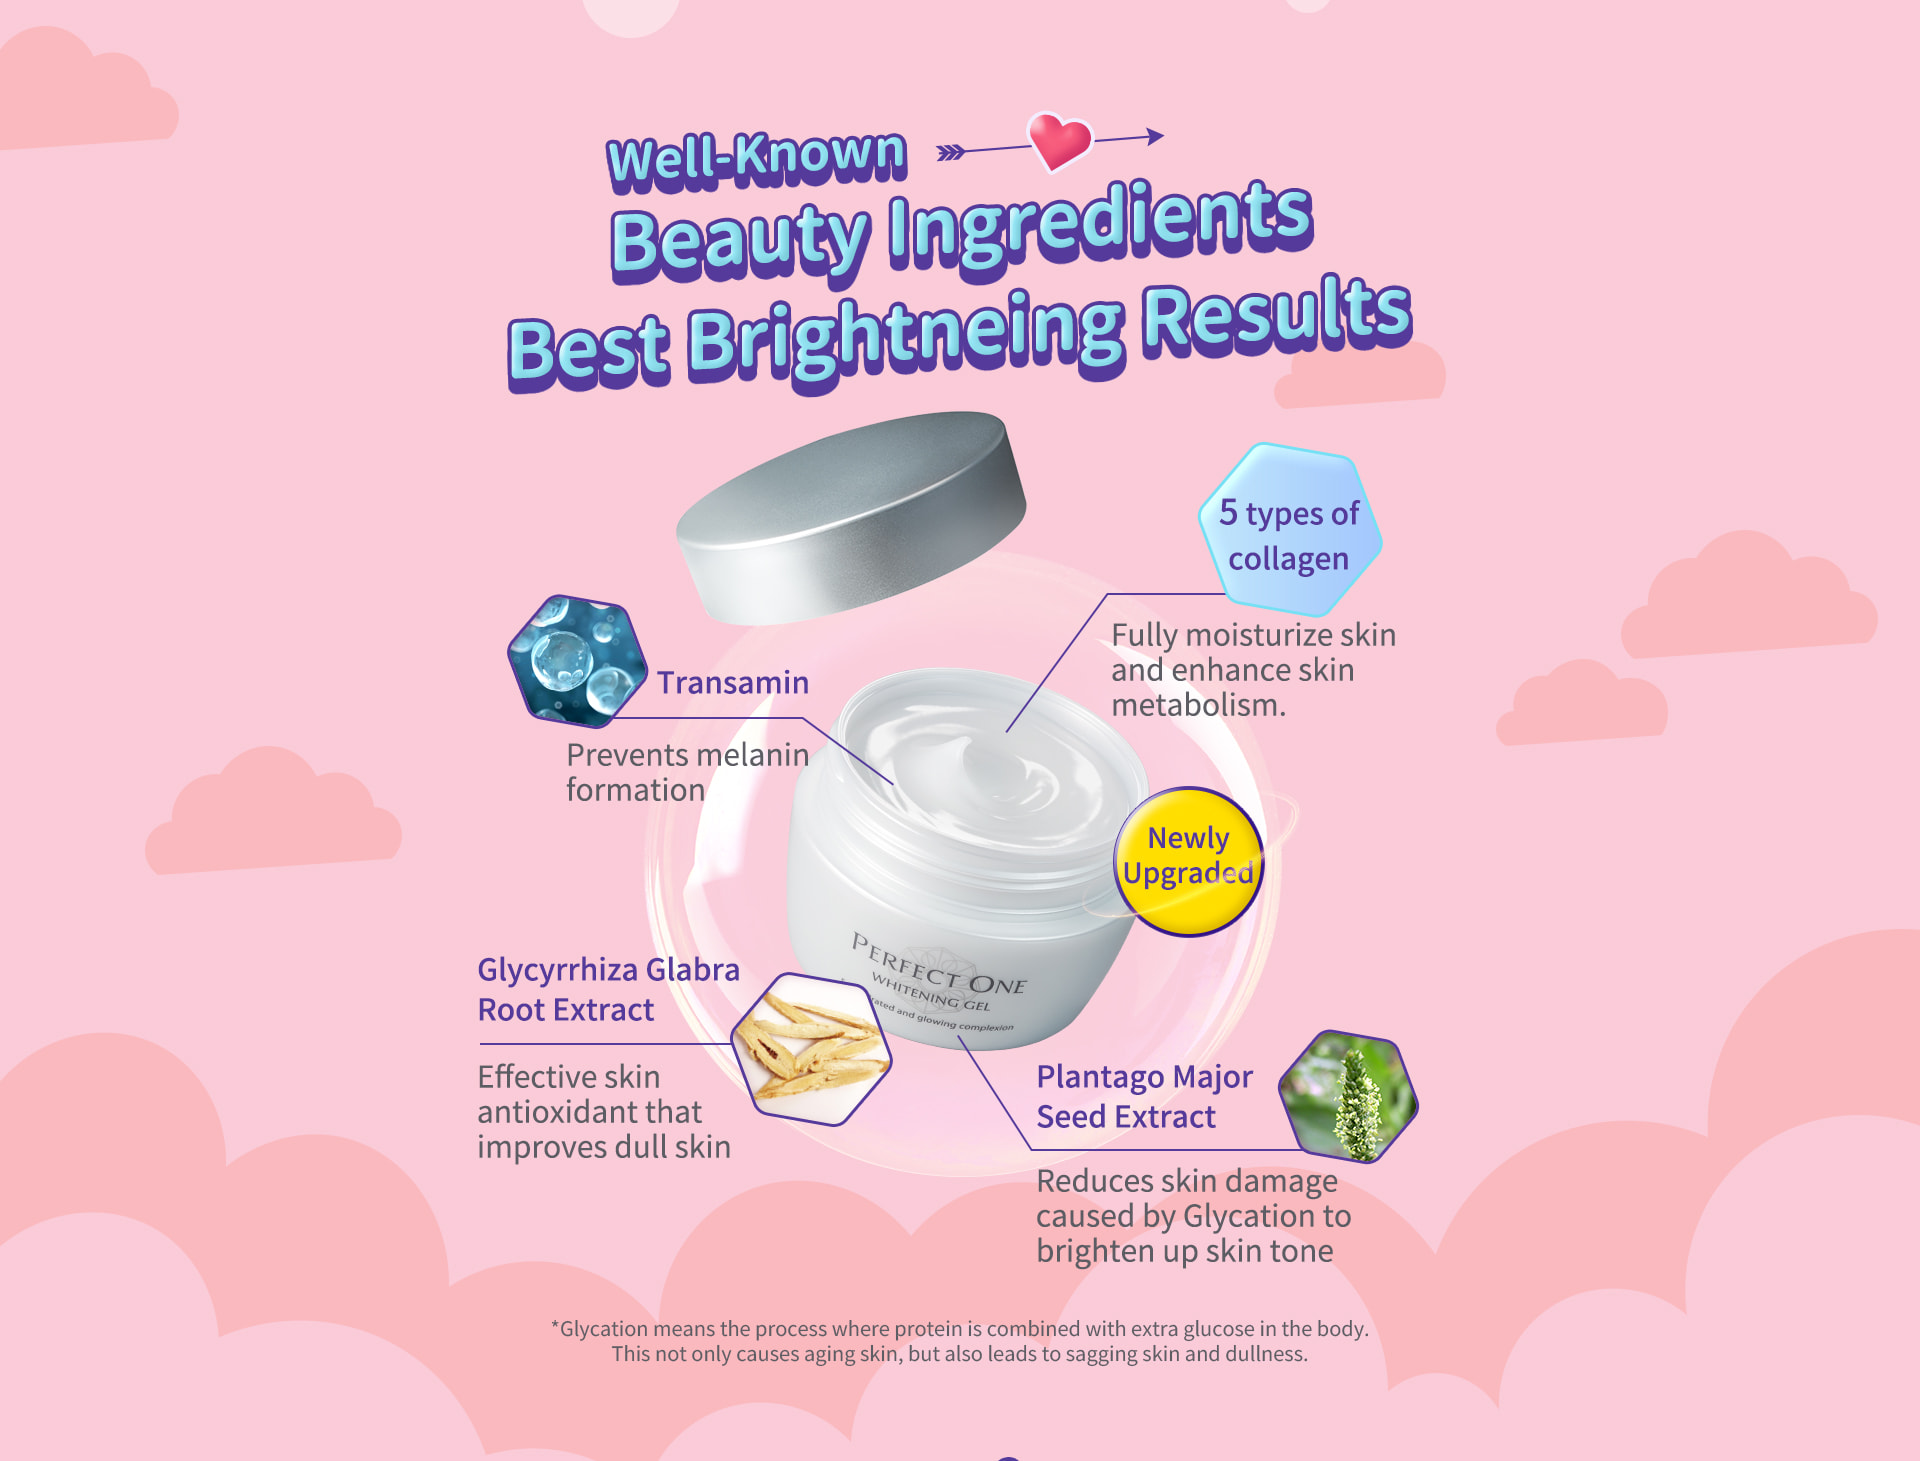 Well-Known
Beauty Ingredients
Best Brightneing Results
5 types of
collagen
Fully moisturize skin
and enhance skin
metabolism.
Transamin
Prevents melanin
formation
Newly
Upgraded
PERFECT ONE
WHITENING GEL
and glowing complexion
Glycyrrhiza Glabra
Root Extract
Effective skin
antioxidant that
improves dull skin
Plantago Major
Seed Extract
Reduces skin damage
caused by Glycation to
brighten up skin tone
*Glycation means the process where protein is combined with extra glucose in the body.
This not only causes aging skin, but also leads to sagging skin and dullness.